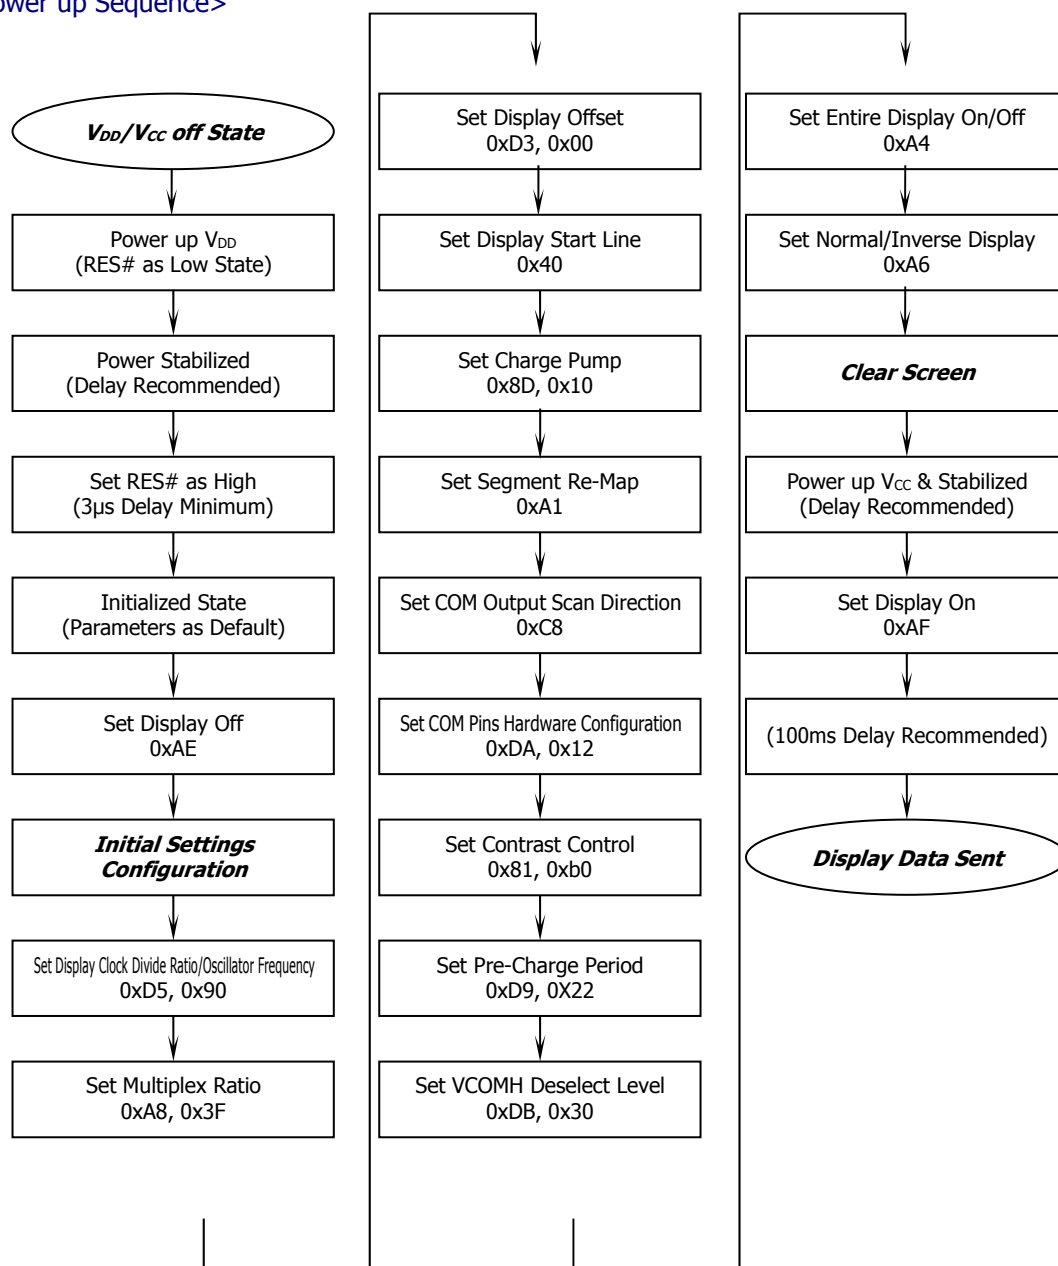 ower up Sequence>
VDD/VCC off State
Power up VDD
(RES# as Low State)
Power Stabilized
(Delay Recommended)
Set RES# as High
(3µs Delay Minimum)
Initialized State
(Parameters as Default)
Set Display Off
0xAE
Initial Settings
Configuration
Set Display Clock Divide Ratio/Oscillator Frequency
0xD5, 0x90
Set Multiplex Ratio
0xA8, 0x3F
Set Display Offset
0xD3, 0x00
Set Display Start Line
0x40
Set Charge Pump
0x8D, 0x10
Set Segment Re-Map
0xA1
Set COM Output Scan Direction
0xC8
Set COM Pins Hardware Configuration
0xDA, 0x12
Set Contrast Control
0x81, 0xb0
Set Pre-Charge Period
0xD9, 0X22
Set VCOMH Deselect Level
0xDB, 0x30
Set Entire Display On/Off
0xA4
Set Normal/Inverse Display
0xA6
Clear Screen
Power up VCC & Stabilized
(Delay Recommended)
Set Display On
0xAF
(100ms Delay Recommended)
Display Data Sent